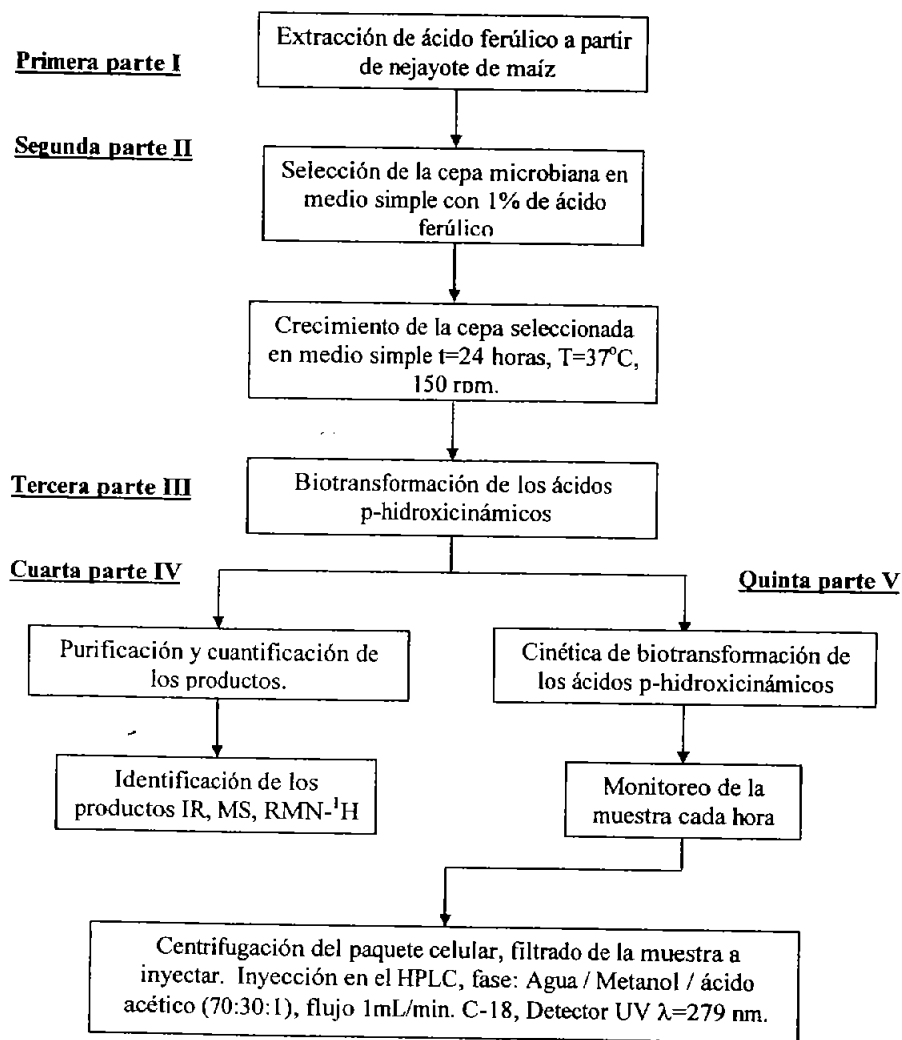 Extracción de ácido ferúlico a partir
de nejayote de maíz
Primera parte I
Segunda parte II
Selección de la cepa microbiana en
medio simple con 1% de ácido
ferúlico
Crecimiento de la cepa seleccionada
en medio simple t=24 horas, T=37°C,
150 rpm.
Tercera parte III
Biotransformación de los ácidos
p-hidroxicinámicos
Cuarta parte IV
Quinta parte V
Purificación y cuantificación de
los productos.
Cinética de biotransformación de
los ácidos p-hidroxicinámicos
Identificación de los
productos IR, MS, RMN-¹H
Monitoreo de la
muestra cada hora
Centrifugación del paquete celular, filtrado de la muestra a
inyectar. Inyección en el HPLC, fase: Agua / Metanol / ácido
acético (70:30:1), flujo 1mL/min. C-18, Detector UV λ=279 nm.